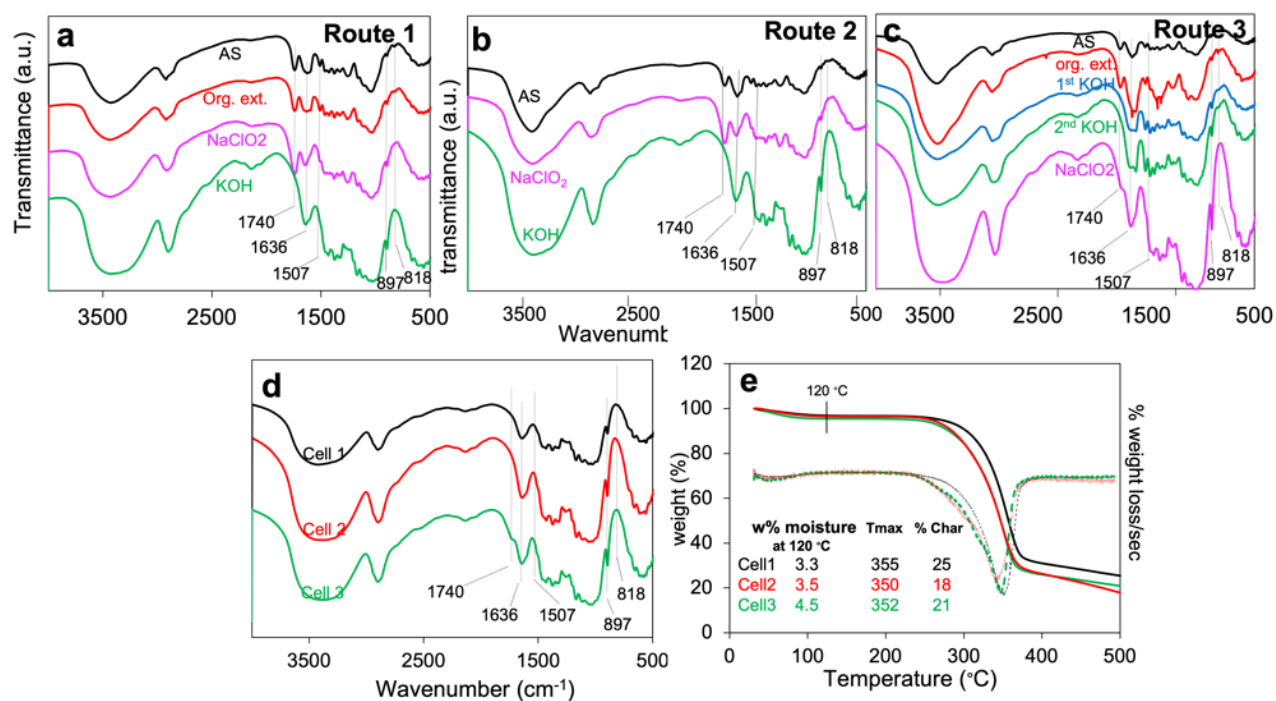 a
Route 1
AS
Org. ext.
NaClO2
KOH
1740
1636
1507
897
818
Transmittance (a.u.)
3500
2500
1500
500
b
Route 2
AS
NaClO₂
KOH
1740
1636
1507
897
818
transmittance (a.u.)
3500
2500
1500
500
Wavenumb
c
Route 3
AS
org. ext.
1st KOH
2nd KOH
NaClO2
1740
1636
1507
897
818
3500
2500
1500
500
d
Cell 1
Cell 2
Cell 3
1740
1636
1507
818
897
3500
2500
1500
500
Wavenumber (cm-1)
e
120 °C
100
80
60
40
20
0
weight (%)
% weight loss/sec
w% moisture Tmax % Char
at 120 °C
Cell1 3.3 355 25
Cell2 3.5 350 18
Cell3 4.5 352 21
0 100 200 300 400 500
Temperature (°C)